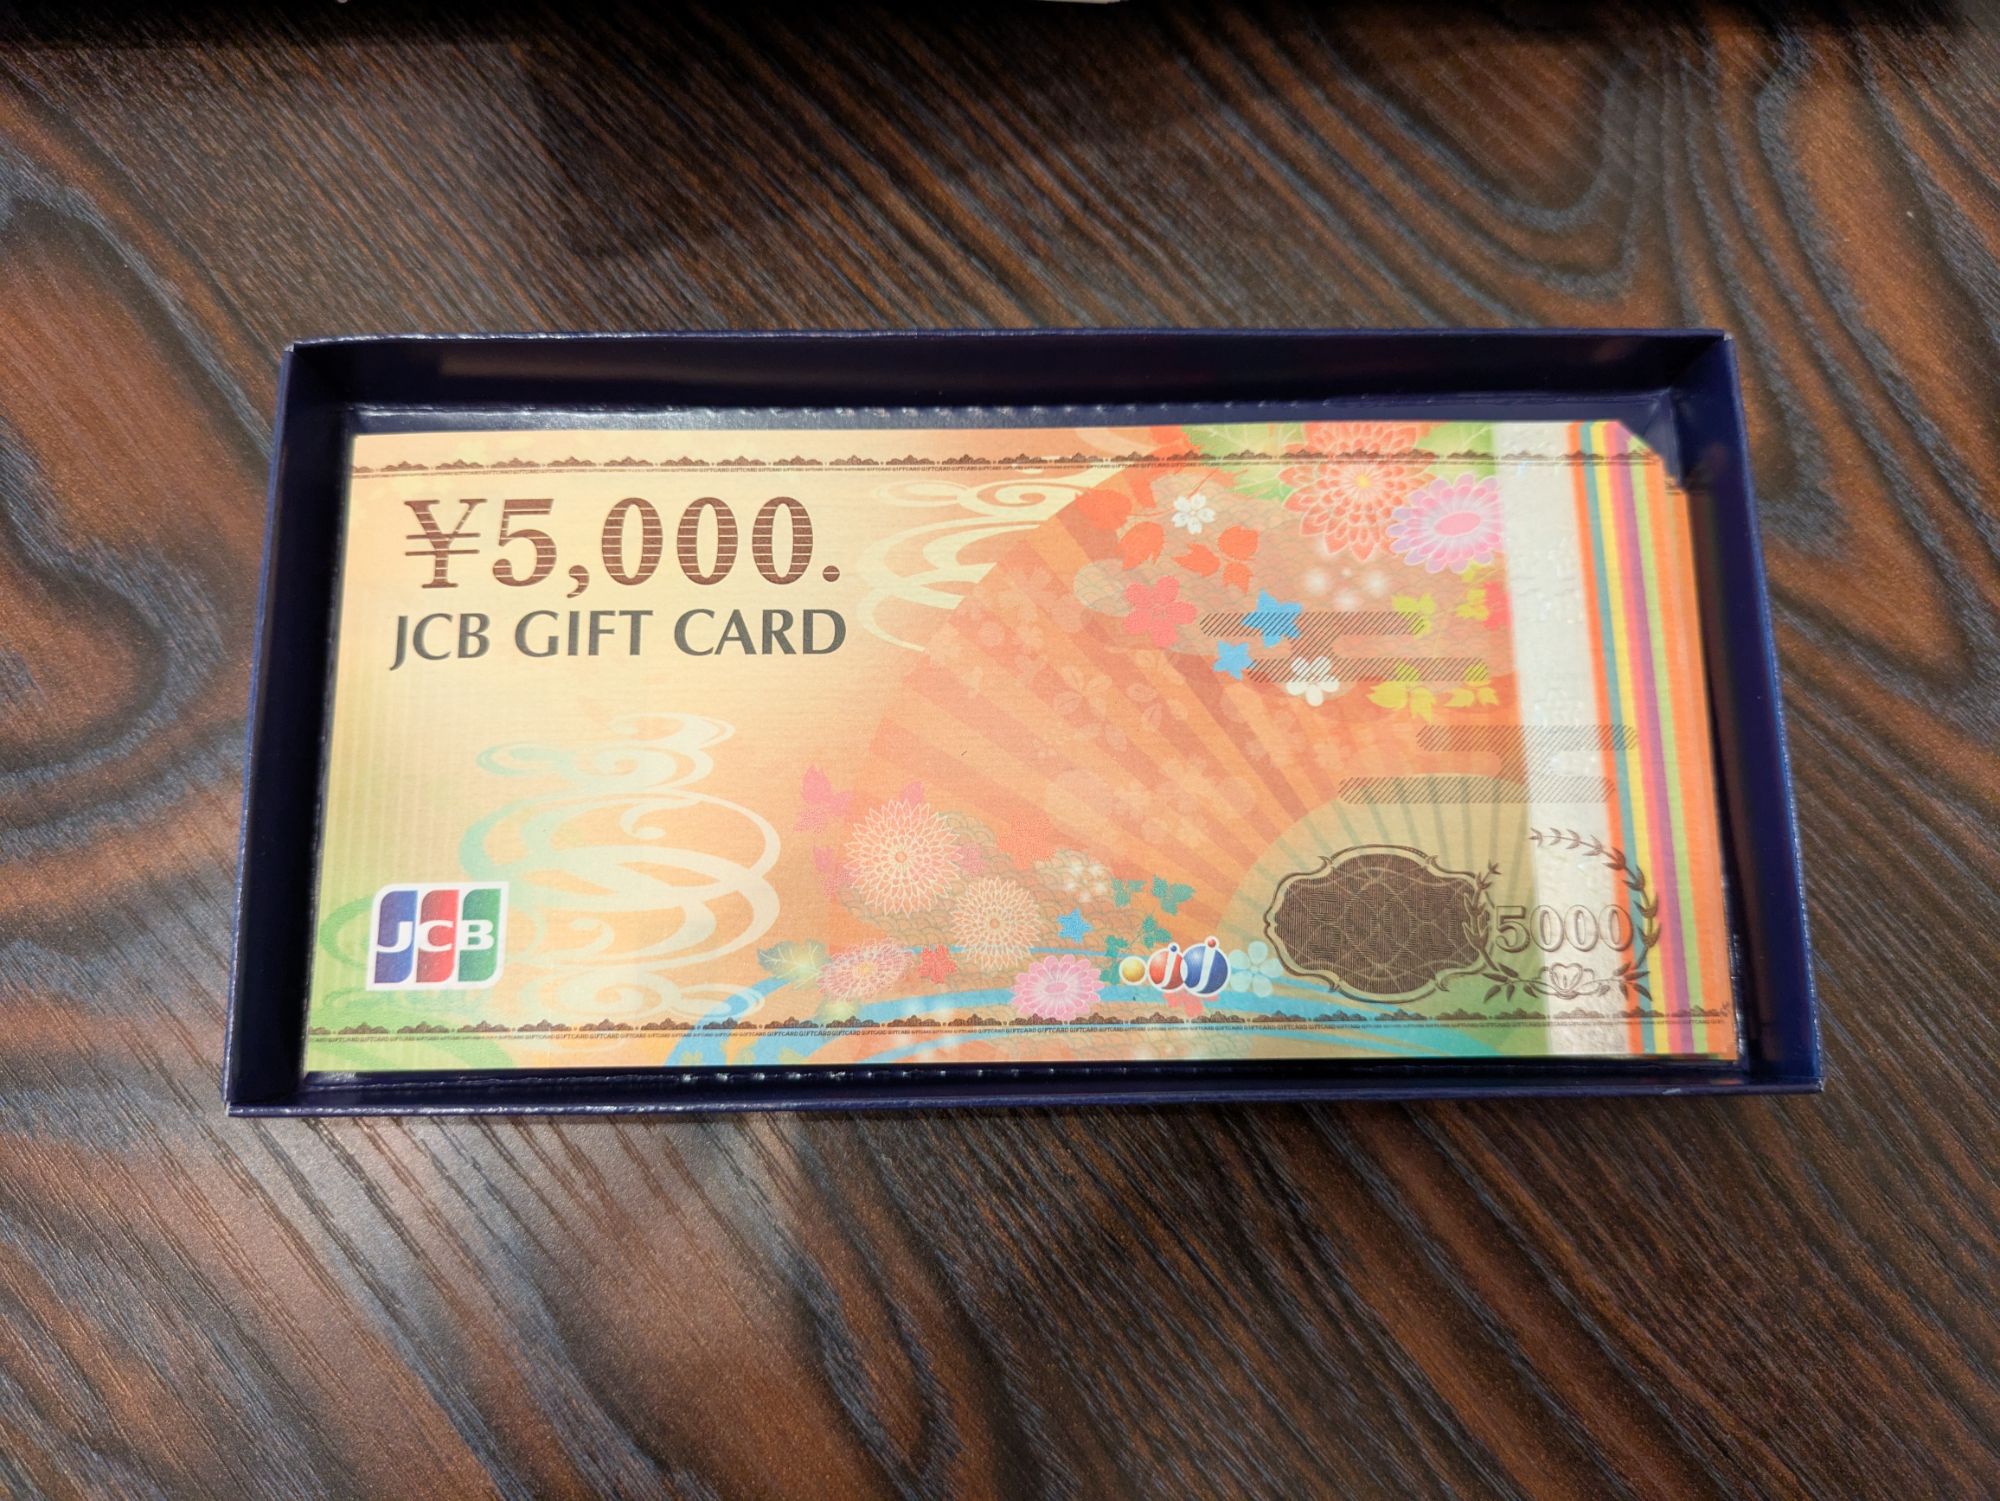 ¥5,000.
JCB GIFT CARD
JCB
5000